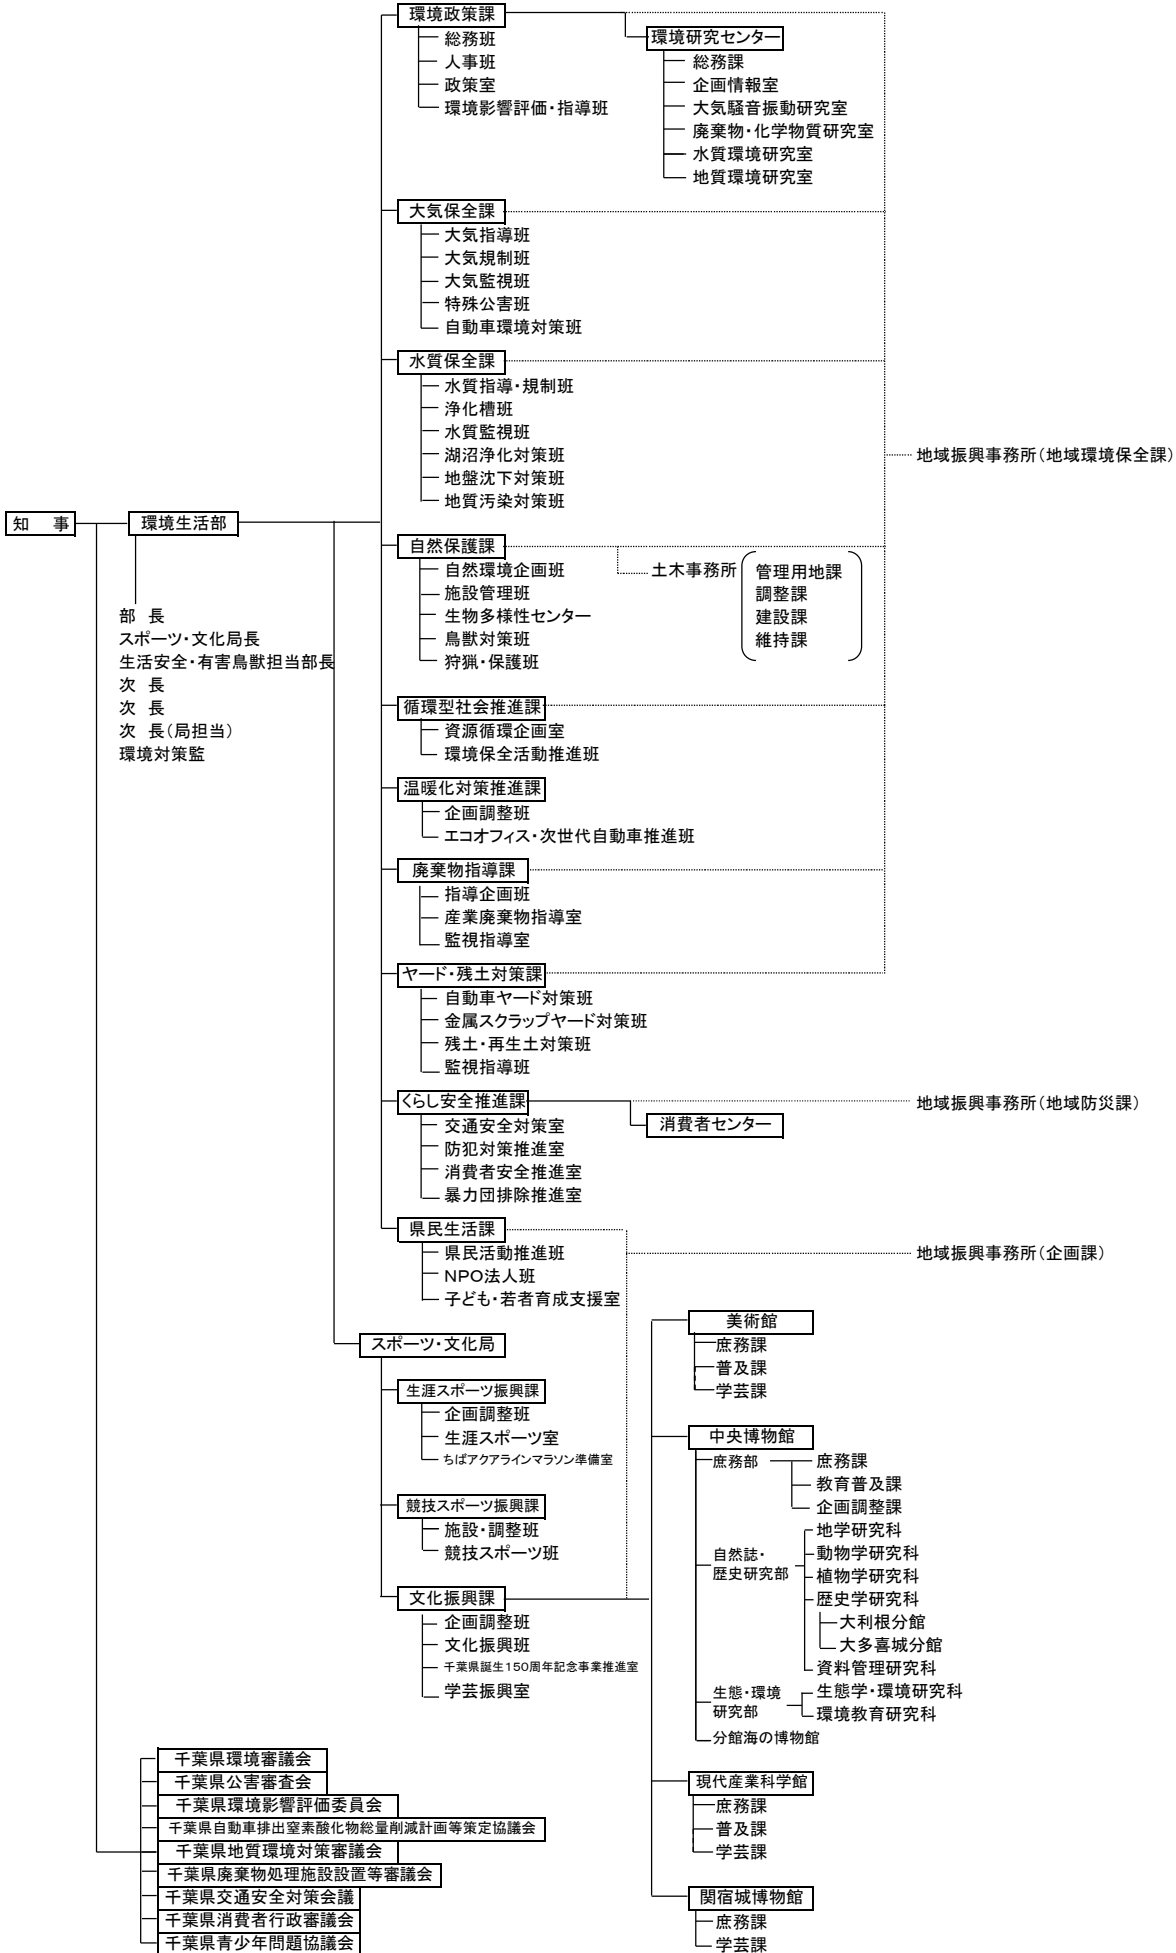 知　事
環境生活部
部 長
スポーツ・文化局長
生活安全・有害鳥獣担当部長
次 長
次 長
次 長(局担当)
環境対策監
環境政策課
総務班
人事班
政策室
環境影響評価・指導班
環境研究センター
総務課
企画情報室
大気騒音振動研究室
廃棄物・化学物質研究室
水質環境研究室
地質環境研究室
大気保全課
大気指導班
大気規制班
大気監視班
特殊公害班
自動車環境対策班
水質保全課
水質指導・規制班
浄化槽班
水質監視班
湖沼浄化対策班
地盤沈下対策班
地質汚染対策班
地域振興事務所(地域環境保全課)
自然保護課
自然環境企画班
施設管理班
生物多様性センター
鳥獣対策班
狩猟・保護班
土木事務所
管理用地課
調整課
建設課
維持課
循環型社会推進課
資源循環企画室
環境保全活動推進班
温暖化対策推進課
企画調整班
エコオフィス・次世代自動車推進班
廃棄物指導課
指導企画班
産業廃棄物指導室
監視指導室
ヤード・残土対策課
自動車ヤード対策班
金属スクラップヤード対策班
残土・再生土対策班
監視指導班
くらし安全推進課
交通安全対策室
防犯対策推進室
消費者安全推進室
暴力団排除推進室
消費者センター
地域振興事務所(地域防災課)
県民生活課
県民活動推進班
NPO法人班
子ども・若者育成支援室
地域振興事務所(企画課)
スポーツ・文化局
生涯スポーツ振興課
企画調整班
生涯スポーツ室
ちばアクアラインマラソン準備室
競技スポーツ振興課
施設・調整班
競技スポーツ班
文化振興課
企画調整班
文化振興班
千葉県誕生150周年記念事業推進室
学芸振興室
美術館
庶務課
普及課
学芸課
中央博物館
庶務部
庶務課
教育普及課
企画調整課
自然誌・
歴史研究部
地学研究科
動物学研究科
植物学研究科
歴史学研究科
大利根分館
大多喜城分館
資料管理研究科
生態・環境
研究部
生態学・環境研究科
環境教育研究科
分館海の博物館
現代産業科学館
庶務課
普及課
学芸課
関宿城博物館
庶務課
学芸課
千葉県環境審議会
千葉県公害審査会
千葉県環境影響評価委員会
千葉県自動車排出窒素酸化物総量削減計画等策定協議会
千葉県地質環境対策審議会
千葉県廃棄物処理施設設置等審議会
千葉県交通安全対策会議
千葉県消費者行政審議会
千葉県青少年問題協議会